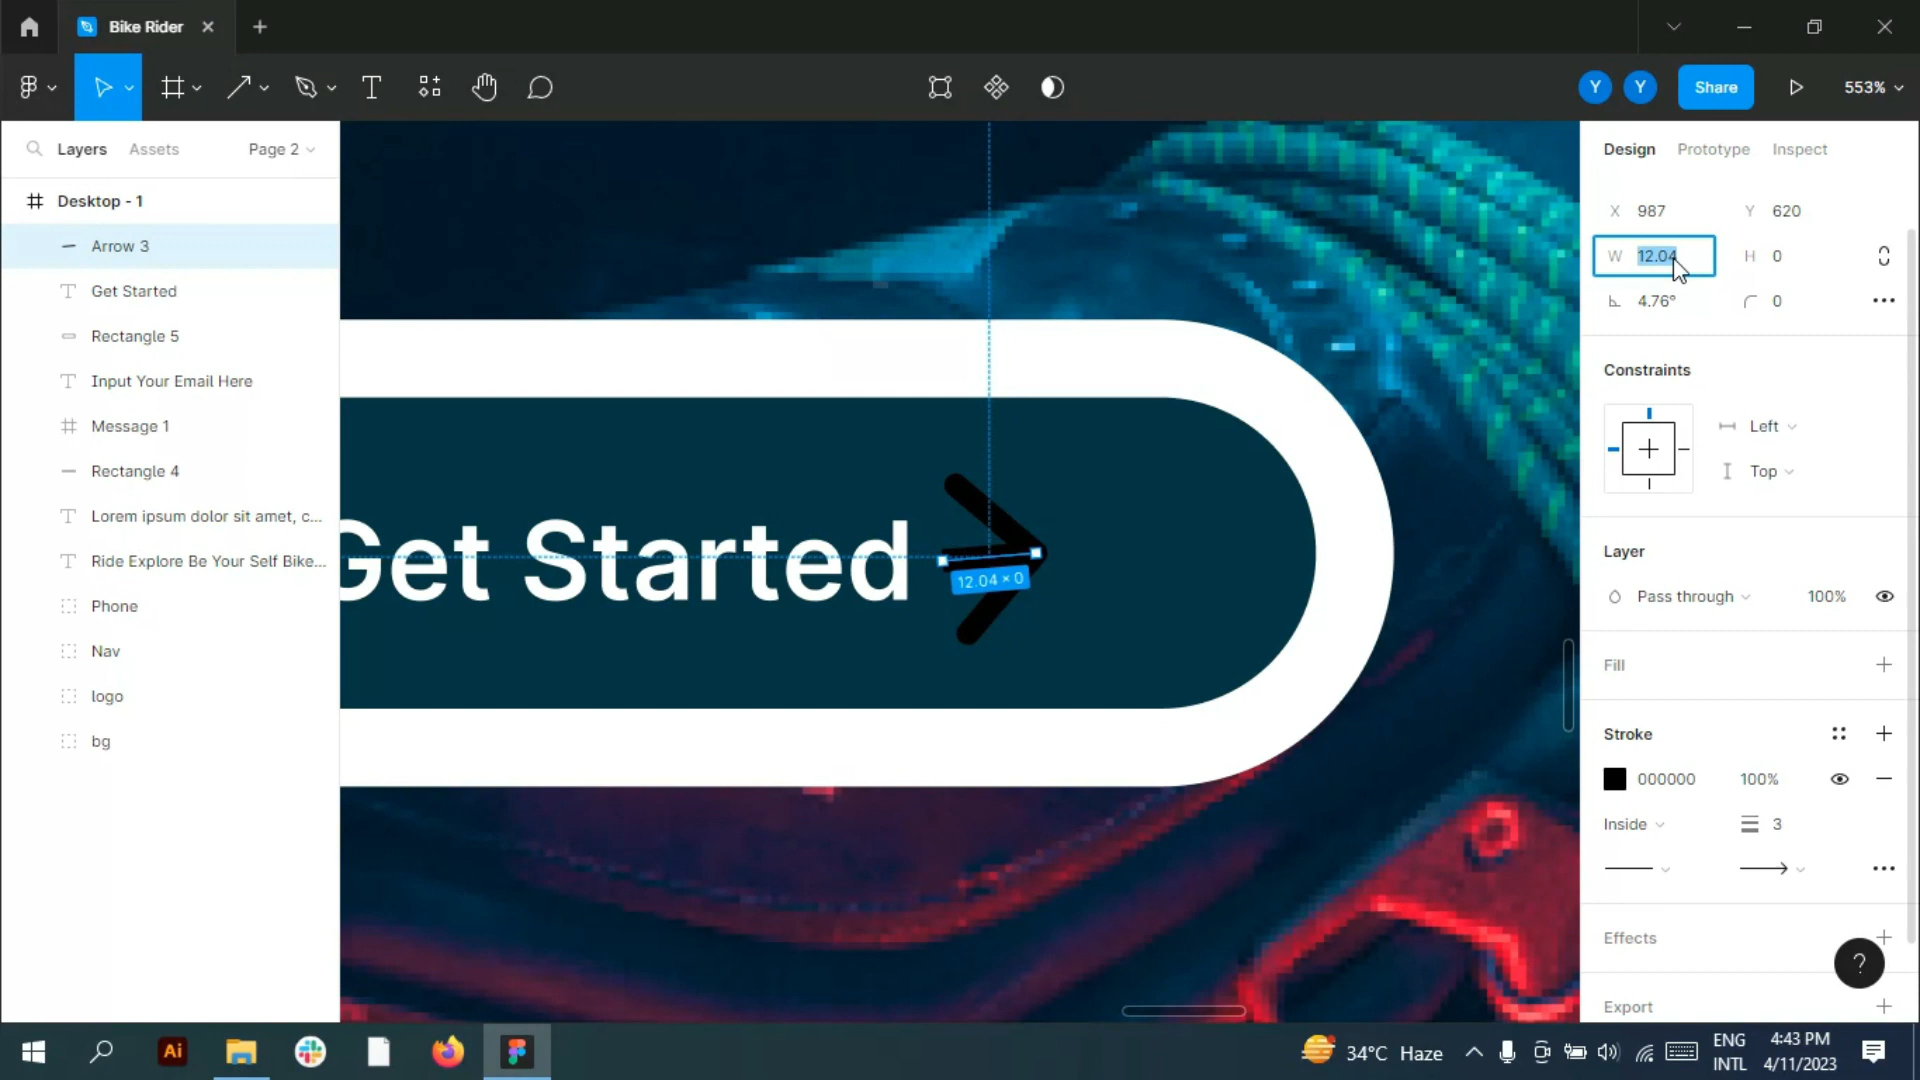 Bike Rider
Y
Y
Share
553%
Layers
Assets
Page 2
Desktop - 1
Arrow 3
Get Started
Rectangle 5
Input Your Email Here
Message 1
Rectangle 4
Lorem ipsum dolor sit amet, c...
Ride Explore Be Your Self Bike...
Phone
Nav
logo
bg
Get Started
12.04 × 0
Design
Prototype
Inspect
X 987
Y 620
W 12.04
H 0
4.76°
0
Constraints
Left
Top
Layer
Pass through
100%
Fill
Stroke
000000
100%
Inside
3
Effects
?
Export
Ai
34°C Haze
ENG
INTL
4:43 PM
4/11/2023